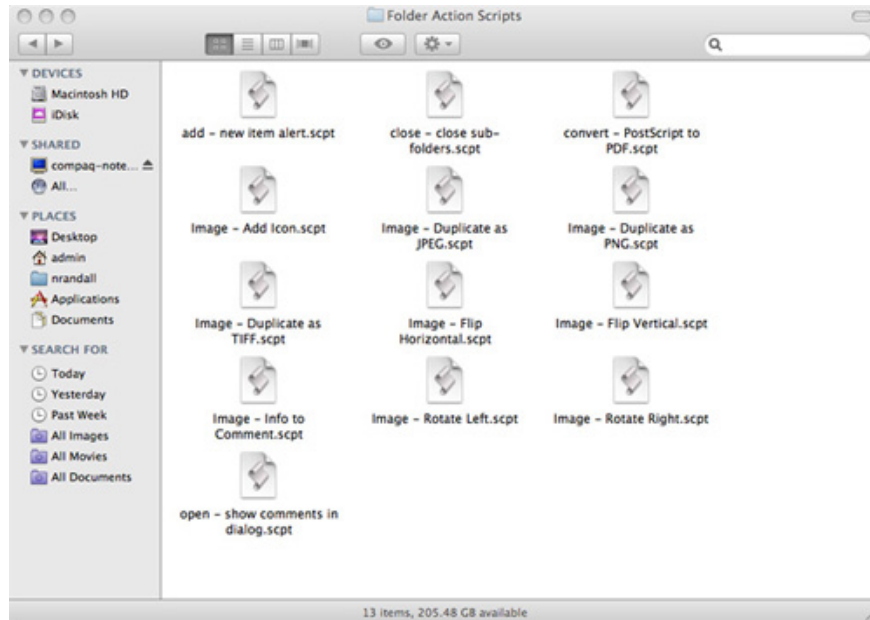 Folder Action Scripts
DEVICES
Macintosh HD
iDisk
SHARED
compaq-note...
All...
PLACES
Desktop
admin
nrandall
Applications
Documents
SEARCH FOR
Today
Yesterday
Past Week
All Images
All Movies
All Documents
add - new item alert.scpt
close - close sub-
folders.scpt
convert - PostScript to
PDF.scpt
Image - Add Icon.scpt
Image - Duplicate as
JPEG.scpt
Image - Duplicate as
PNG.scpt
Image - Duplicate as
TIFF.scpt
Image - Flip
Horizontal.scpt
Image - Flip Vertical.scpt
Image - Info to
Comment.scpt
Image - Rotate Left.scpt
Image - Rotate Right.scpt
open - show comments in
dialog.scpt
13 items, 205.48 GB available